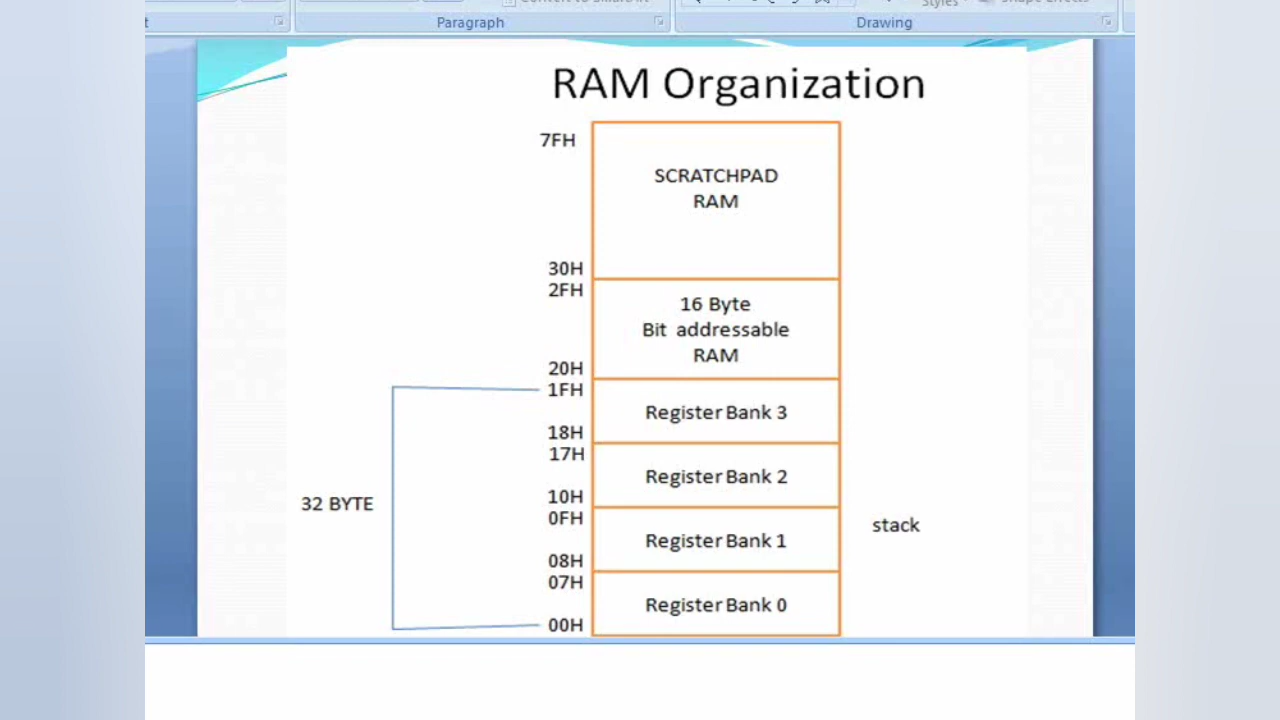 Paragraph
Drawing
RAM Organization
7FH
SCRATCHPAD
RAM
30H
2FH
16 Byte
Bit addressable
RAM
20H
1FH
Register Bank 3
18H
17H
Register Bank 2
32 BYTE
10H
0FH
stack
Register Bank 1
08H
07H
Register Bank 0
00H